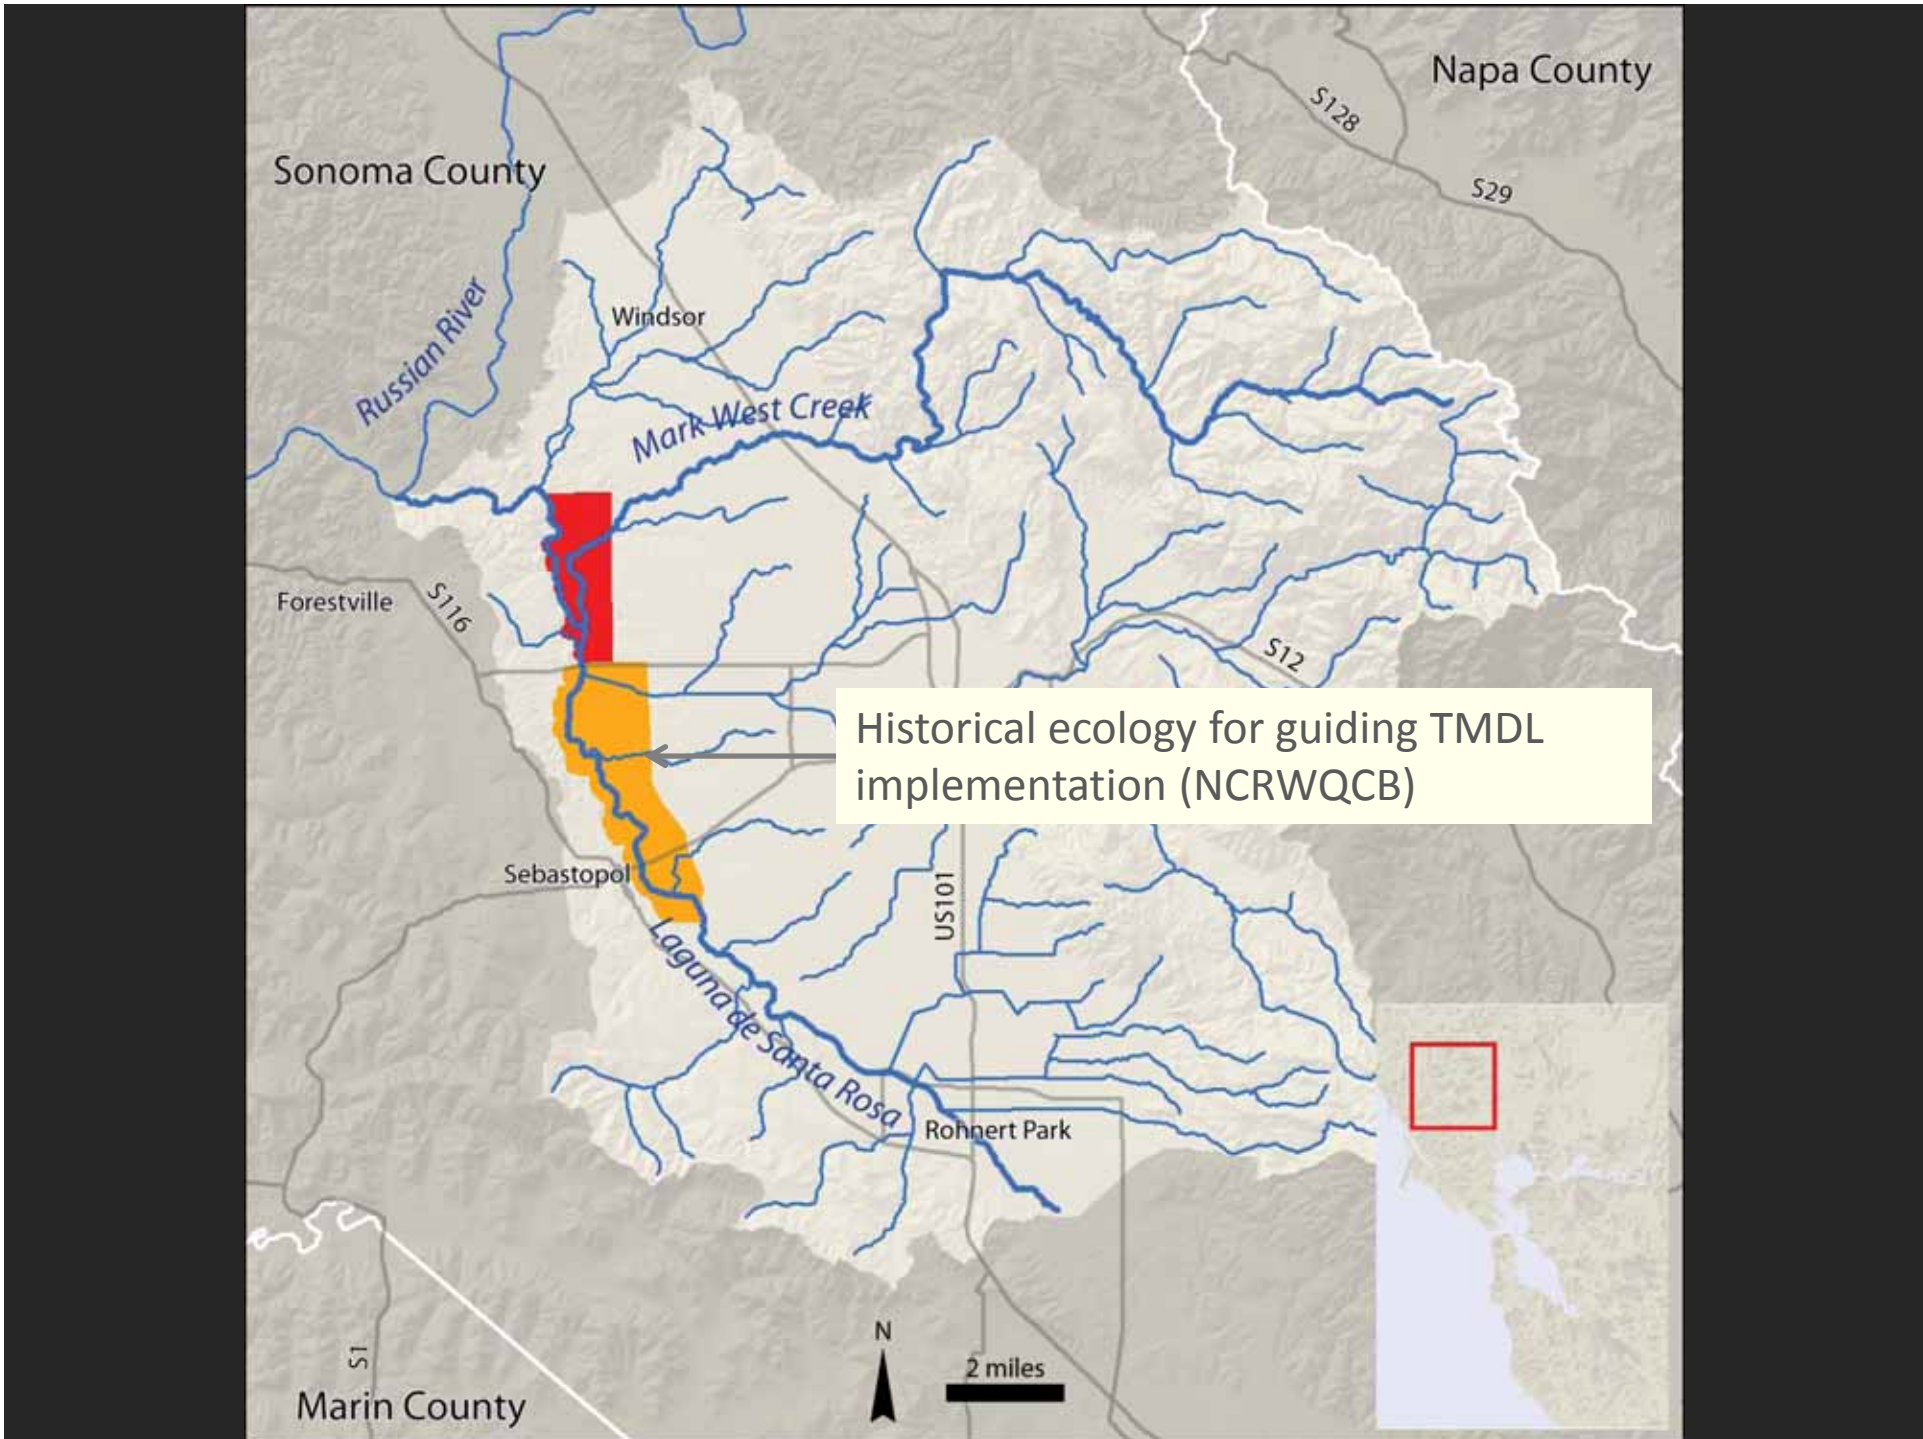 Napa County
S128
Sonoma County
S29
Russian River
Windsor
Mark West Creek
Forestville
S116
S12
Historical ecology for guiding TMDL
implementation (NCRWQCB)
Sebastopol
US101
Laguna de Santa Rosa
Rohnert Park
N
2 miles
S1
Marin County